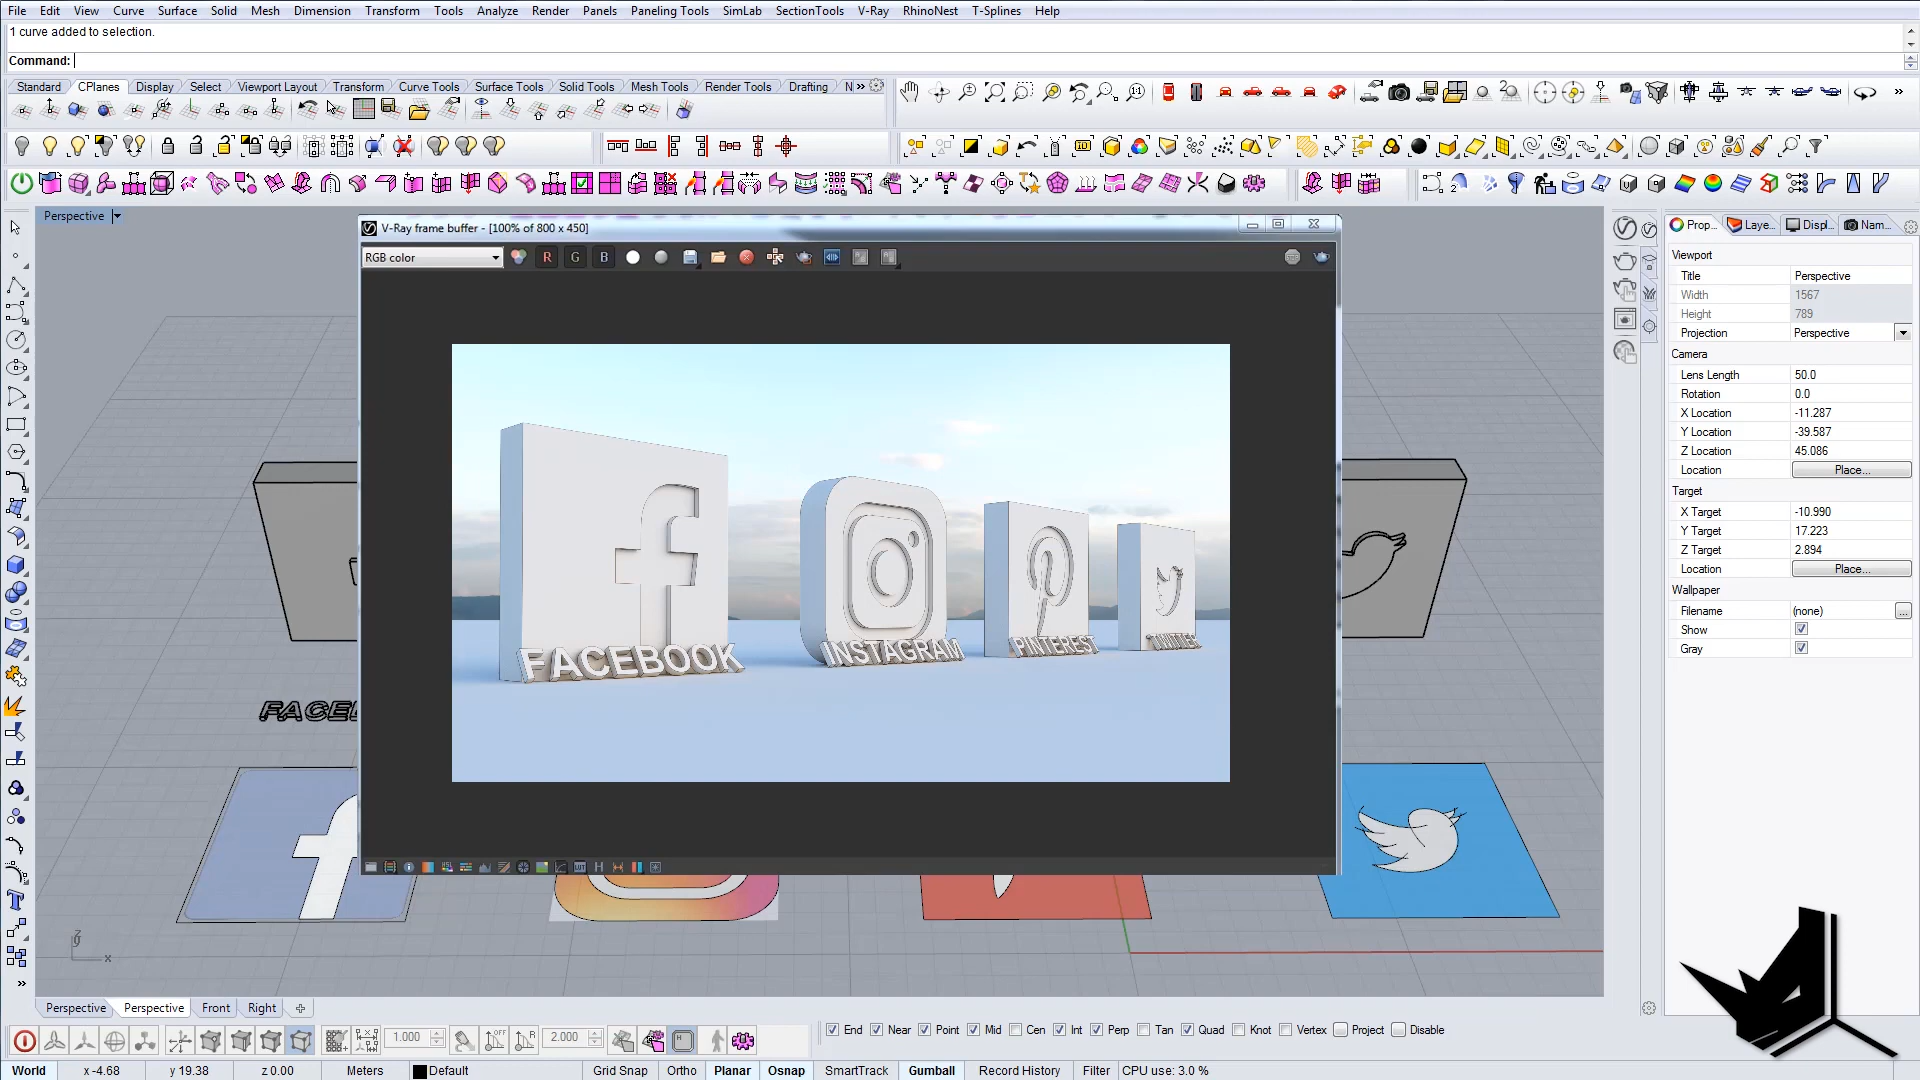 File Edit View Curve Surface Solid Mesh Dimension Transform Tools Analyze Render Panels Paneling Tools SimLab SectionTools V-Ray RhinoNest T-Splines Help
1 curve added to selection.
Command:
Standard CPlanes Display Select Viewport Layout Transform Curve Tools Surface Tools Solid Tools Mesh Tools Render Tools Drafting N »
Perspective
V-Ray frame buffer - [100% of 800 x 450]
RGB color R G B
FACEBOOK INSTAGRAM PINTEREST TWITTER
Prop... Laye... Displ... Nam...
Viewport
Title Perspective
Width 1567
Height 789
Projection Perspective
Camera
Lens Length 50.0
Rotation 0.0
X Location -11.287
Y Location -39.587
Z Location 45.086
Location Place...
Target
X Target -10.990
Y Target 17.223
Z Target 2.894
Location Place...
Wallpaper
Filename (none) ...
Show
Gray
Perspective Perspective Front Right
1.000 2.000
End Near Point Mid Cen Int Perp Tan Quad Knot Vertex Project Disable
World x -4.68 y 19.38 z 0.00 Meters Default Grid Snap Ortho Planar Osnap SmartTrack Gumball Record History Filter CPU use: 3.0 %